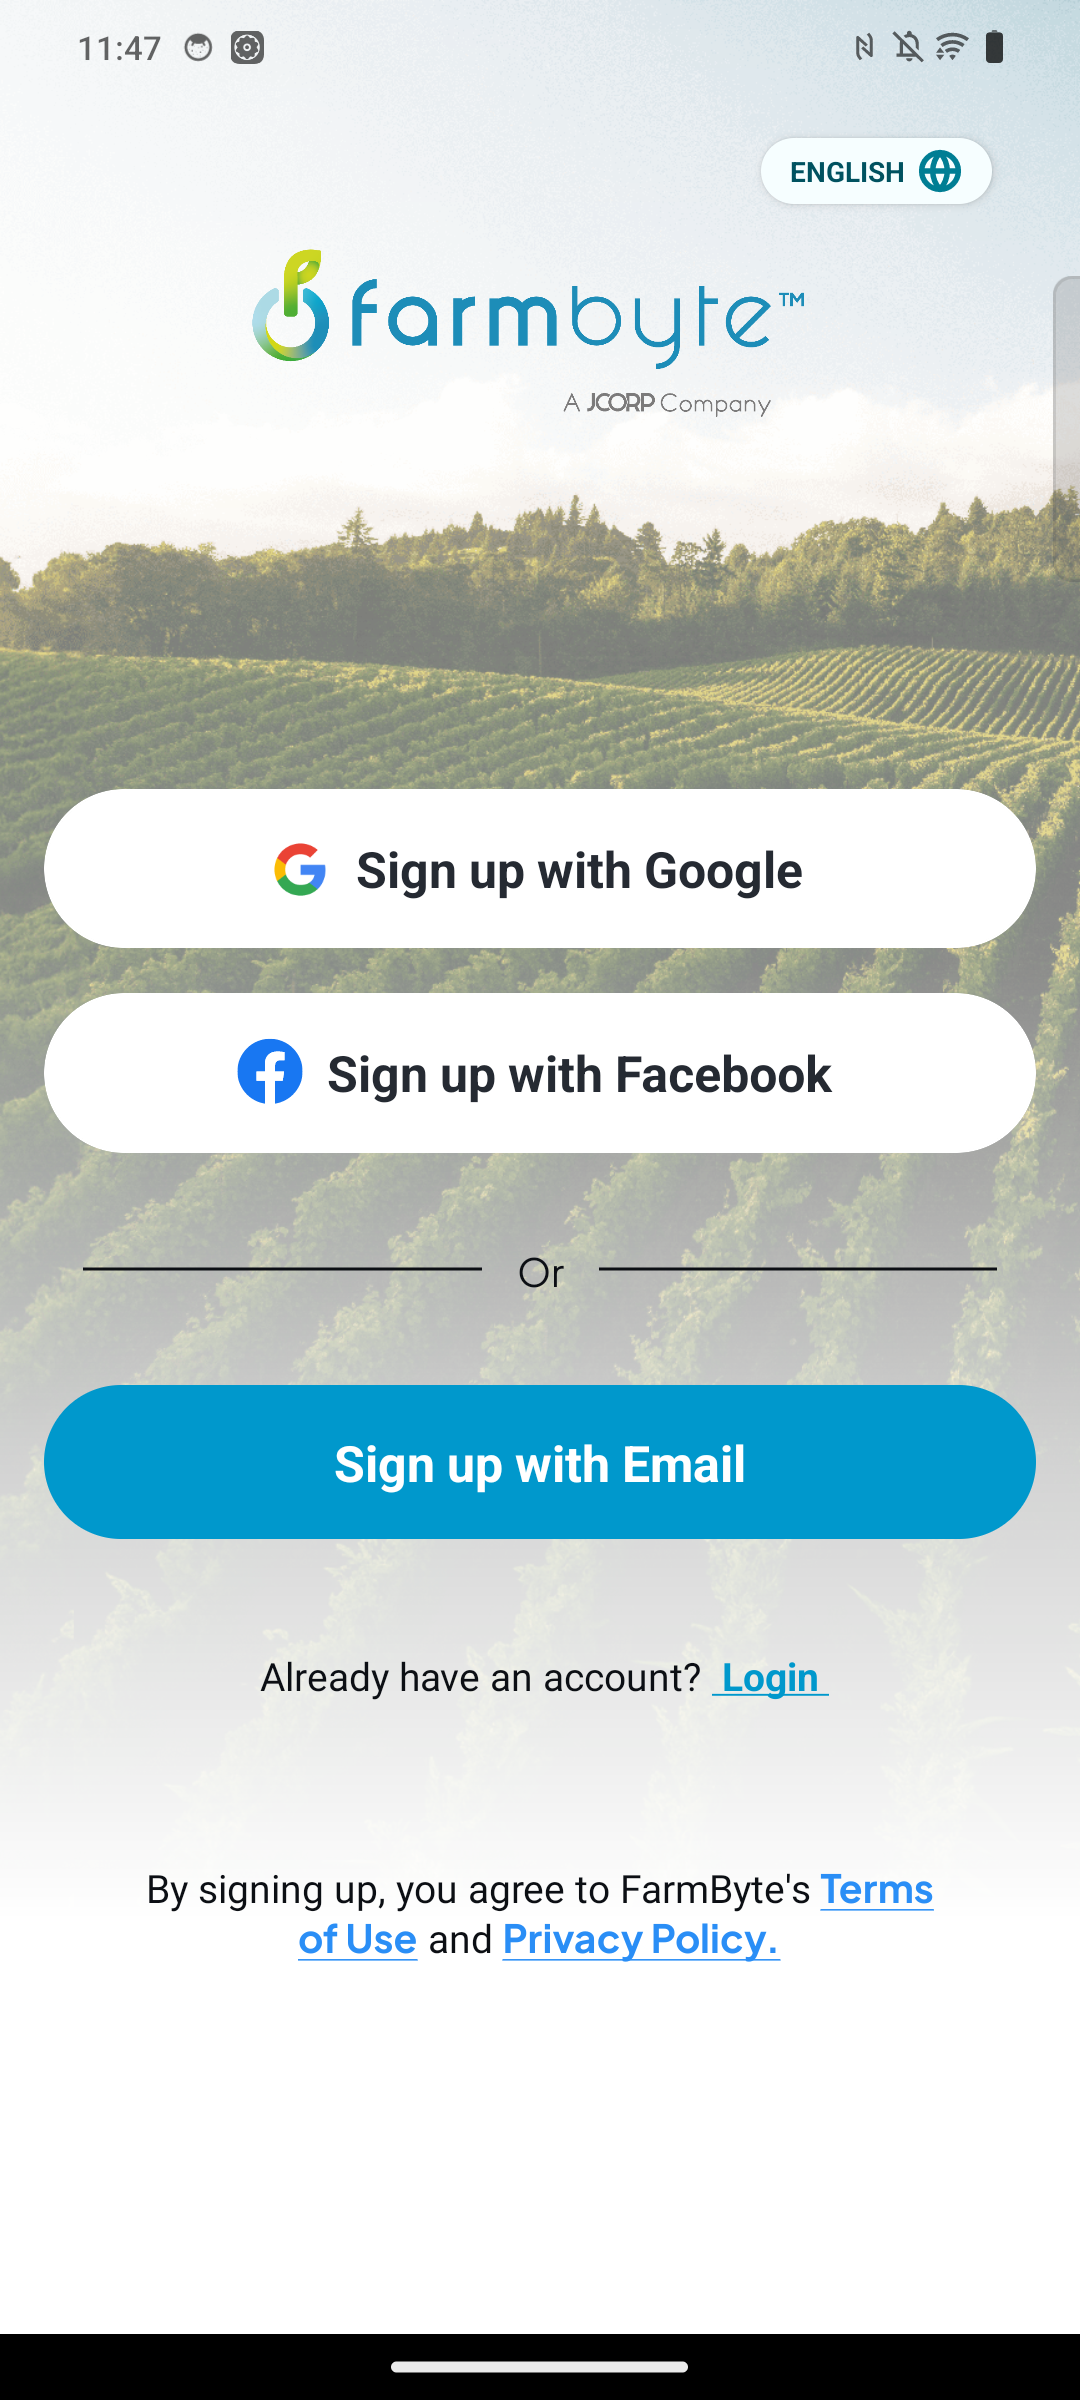 11:47
ENGLISH
farmbyte™
A JCORP Company
Sign up with Google
Sign up with Facebook
Or
Sign up with Email
Already have an account? Login
By signing up, you agree to FarmByte's Terms
of Use and Privacy Policy.